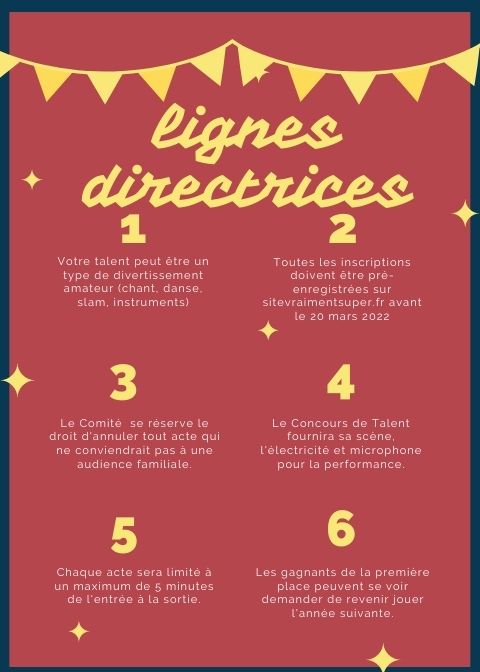 lignes
directrices
1
Votre talent peut être un
type de divertissement
amateur (chant, danse,
slam, instruments)
2
Toutes les inscriptions
doivent être pré-
enregistrées sur
sitevraimentsuper.fr avant
le 20 mars 2022
3
Le Comité  se réserve le
droit d'annuler tout acte qui
ne conviendrait pas à une
audience familiale.
4
Le Concours de Talent
fournira sa scène,
l'électricité et microphone
pour la performance.
5
Chaque acte sera limité à
un maximum de 5 minutes
de l'entrée à la sortie.
6
Les gagnants de la première
place peuvent se voir
demander de revenir jouer
l'année suivante.